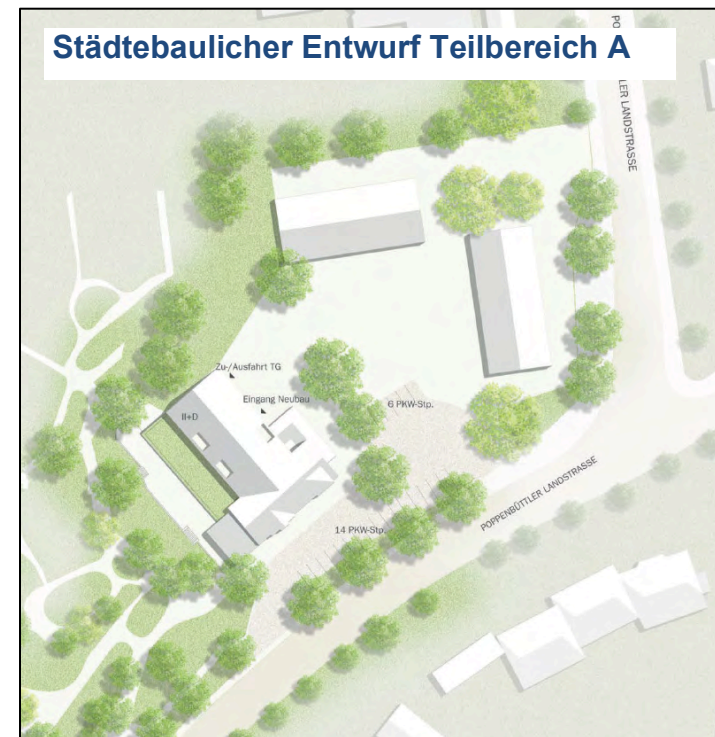 Städtebaulicher Entwurf Teilbereich A
LER LANDSTRASSE
Zu-/Ausfahrt TG
Eingang Neubau
II+D
6 PKW-Stp.
I
14 PKW-Stp.
POPPENBÜTTLER LANDSTRASSE